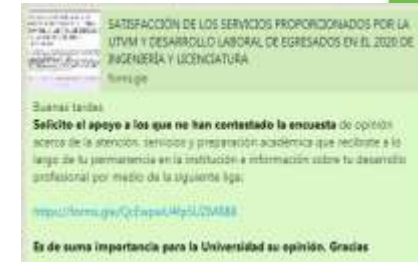 SATISFACCIÓN DE LOS SERVICIOS PROPORCIONADOS POR LA
UTVM Y DESARROLLO LABORAL DE EGRESADOS EN EL 2020 DE
INGENIERÍA Y LICENCIATURA
forms.gle
Buenas tardes
Solicito el apoyo a los que no han contestado la encuesta de opinión
acerca de la atención, servicios y preparación académica que recibiste a lo
largo de tu permanencia en la institución e información sobre tu desarrollo
profesional por medio de la siguiente liga:
Es de suma importancia para la Universidad su opinión. Gracias